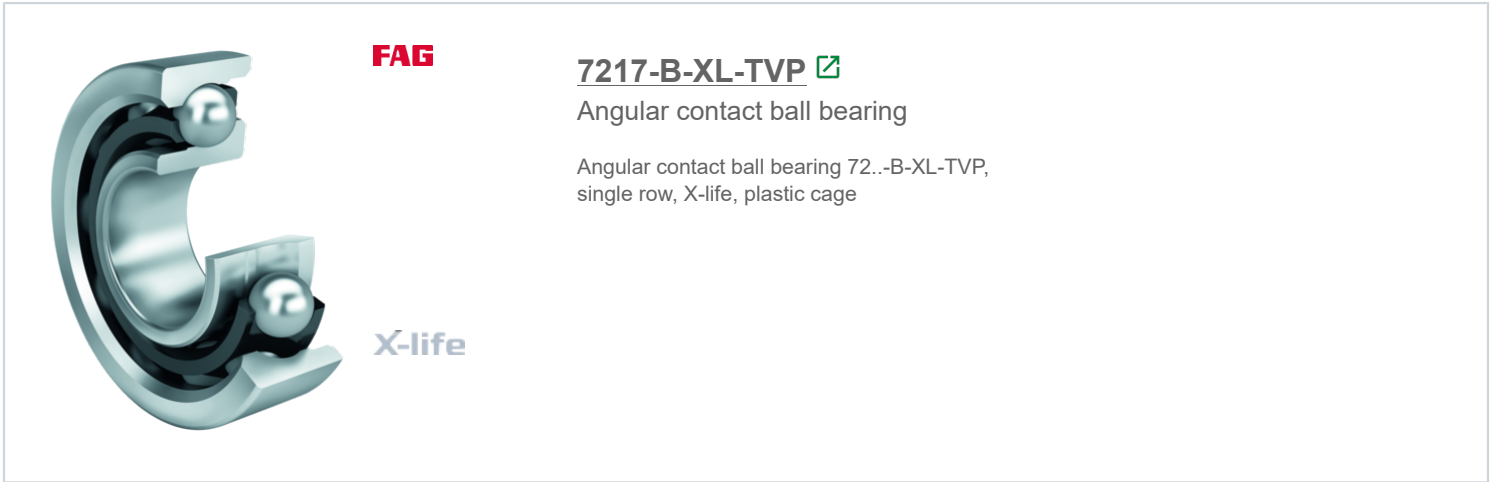 FAG
7217-B-XL-TVP
Angular contact ball bearing
Angular contact ball bearing 72..-B-XL-TVP,
single row, X-life, plastic cage
X-life